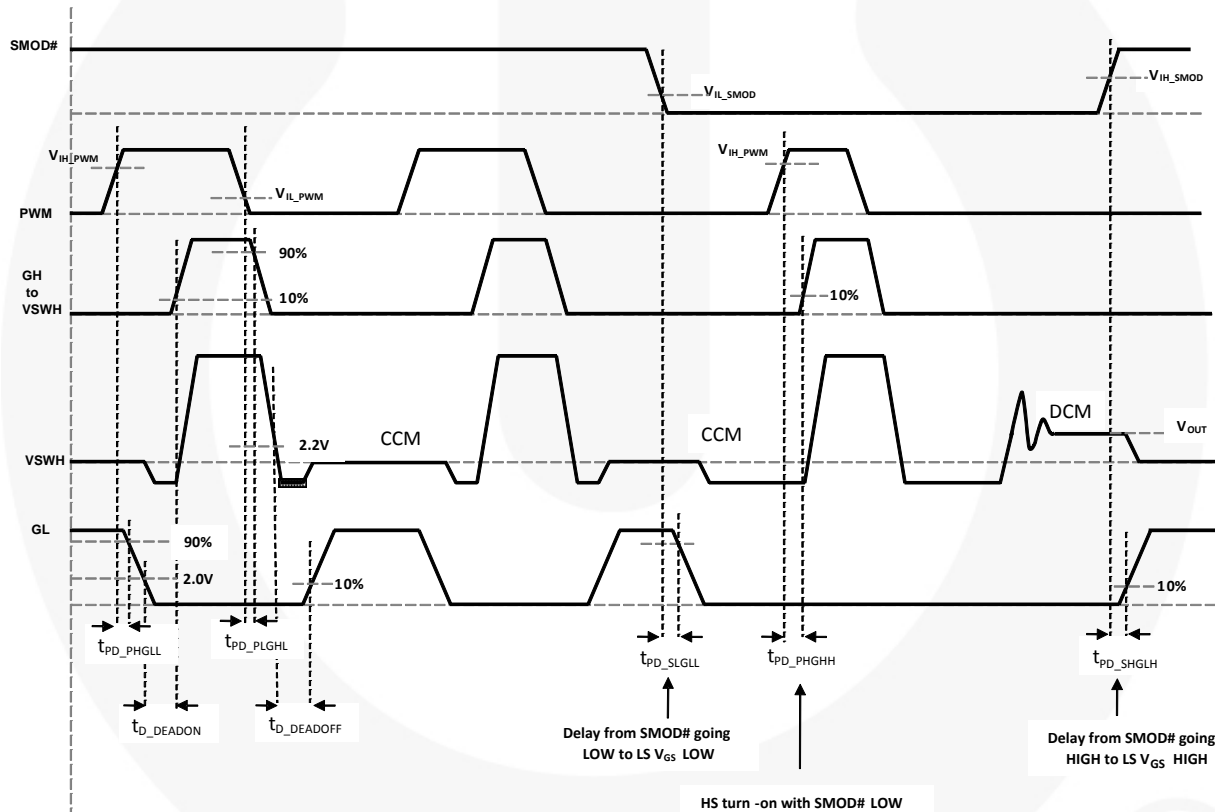 SMOD#
V_IL_SMOD
V_IH_SMOD
V_IH_PWM
V_IL_PWM
V_IH_PWM
PWM
90%
GH
to
VSWH
10%
10%
CCM
CCM
DCM
2.2V
V_OUT
VSWH
GL
90%
2.0V
10%
10%
t_PD_PHGLL
t_PD_PLGHL
t_PD_SLGLL
t_PD_PHGHH
t_PD_SHGLH
t_D_DEADON
t_D_DEADOFF
Delay from SMOD# going
LOW to LS V_GS LOW
Delay from SMOD# going
HIGH to LS V_GS HIGH
HS turn -on with SMOD# LOW